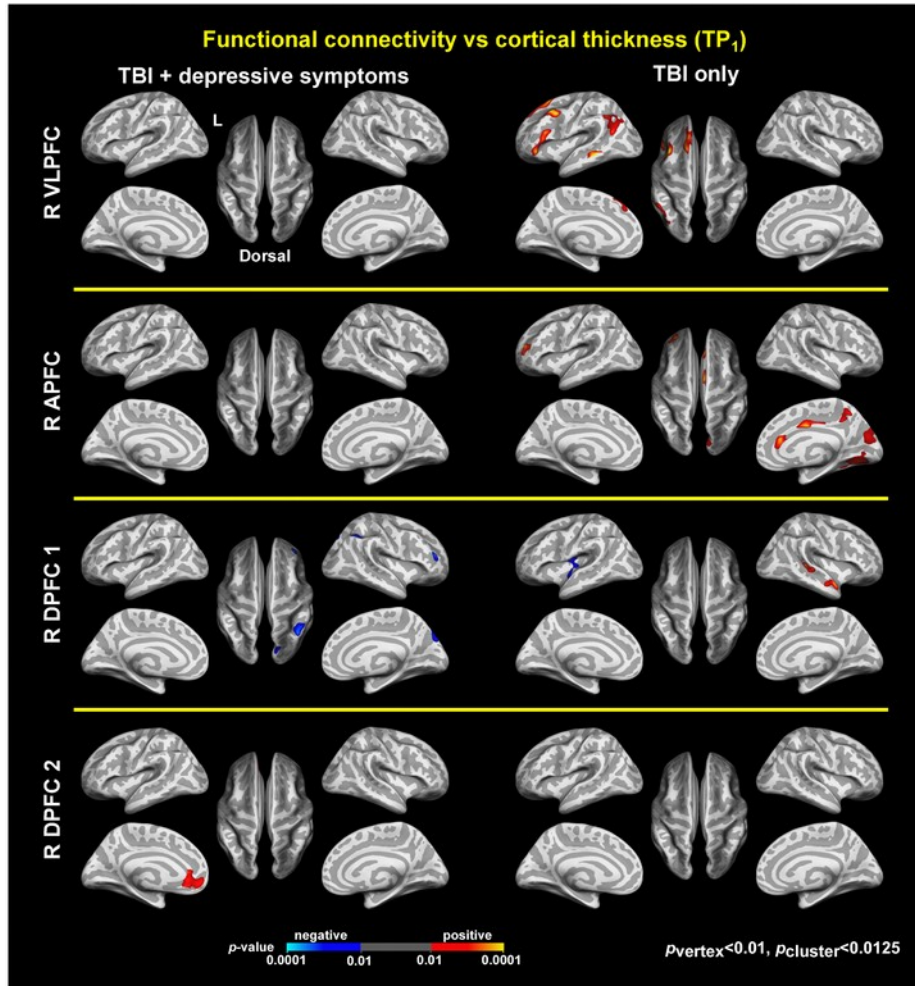 Functional connectivity vs cortical thickness (TP₁)
TBI + depressive symptoms
TBI only
L
R VLPFC
Dorsal
R APFC
R DPFC 1
R DPFC 2
negative
positive
p-value
0.0001
0.01
0.01
0.0001
pvertex<0.01, pcluster<0.0125